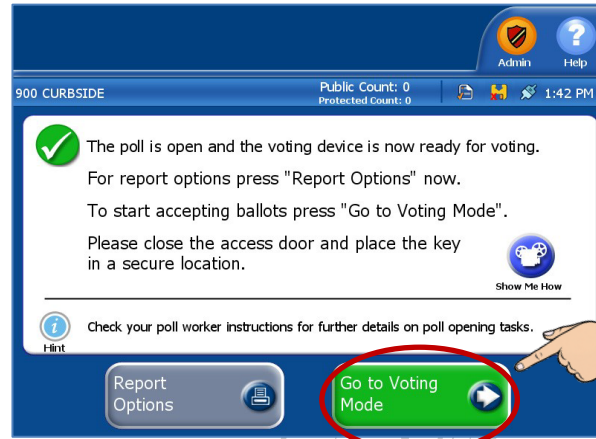 Admin
Help
900 CURBSIDE
Public Count: 0
Protected Count: 0
1:42 PM
The poll is open and the voting device is now ready for voting.
For report options press "Report Options" now.
To start accepting ballots press "Go to Voting Mode".
Please close the access door and place the key
in a secure location.
Show Me How
Hint
Check your poll worker instructions for further details on poll opening tasks.
Report
Options
Go to Voting
Mode